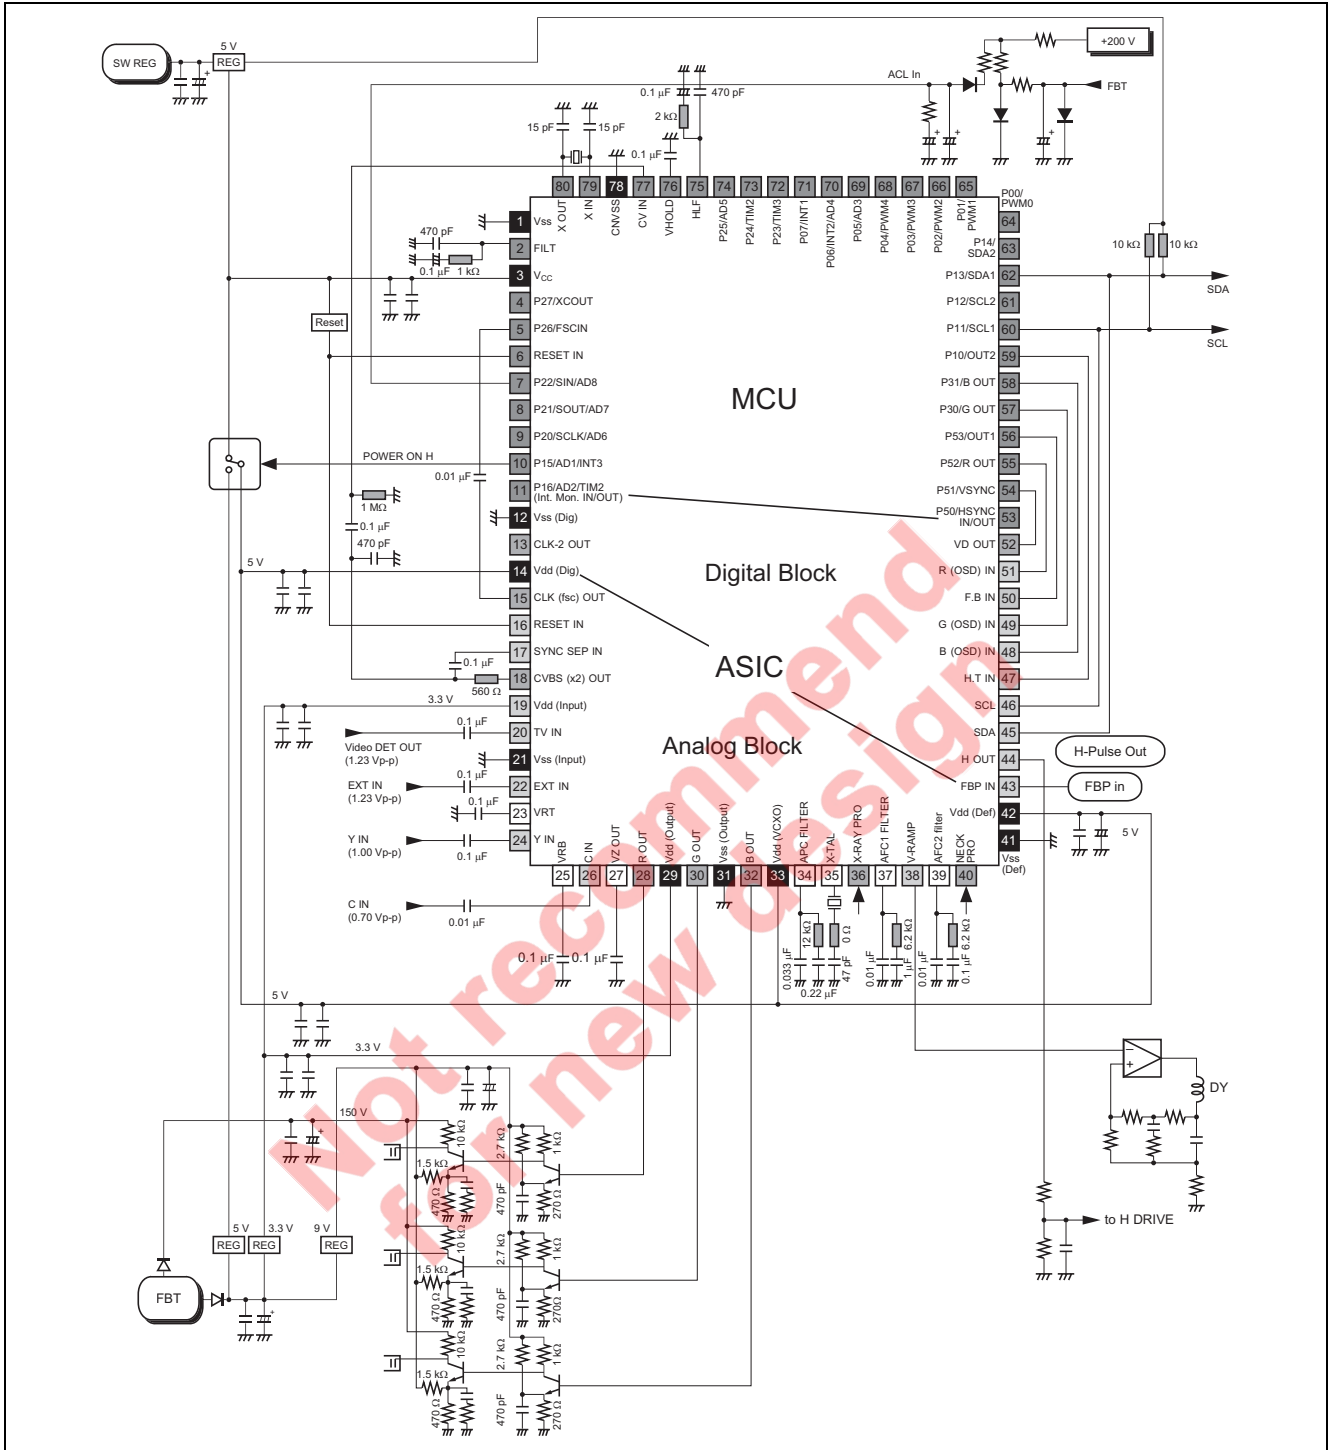 5 V
SW REG
REG
+200 V
ACL In
FBT
0.1 µF
470 pF
2 kΩ
15 pF
15 pF
0.1 µF
80
79
78
77
76
75
74
73
72
71
70
69
68
67
66
65
X OUT
X IN
CNVSS
CV IN
VHOLD
HLF
P25/AD5
P24/TIM2
P23/TIM3
P07/INT1
P06/INT2/AD4
P05/AD3
P04/PWM4
P03/PWM3
P02/PWM2
P01/
PWM1
P00/
PWM0
64
1
Vss
470 pF
2
FILT
0.1 µF
1 kΩ
P14/
SDA2
63
10 kΩ
10 kΩ
3
VCC
P13/SDA1
62
SDA
4
P27/XCOUT
P12/SCL2
61
Reset
5
P26/FSCIN
P11/SCL1
60
SCL
6
RESET IN
P10/OUT2
59
7
P22/SIN/AD8
P31/B OUT
58
MCU
8
P21/SOUT/AD7
P30/G OUT
57
9
P20/SCLK/AD6
P53/OUT1
56
POWER ON H
10
P15/AD1/INT3
P52/R OUT
55
0.01 µF
11
P16/AD2/TIM2
(Int. Mon. IN/OUT)
P51/VSYNC
54
1 MΩ
12
Vss (Dig)
P50/HSYNC
IN/OUT
53
0.1 µF
470 pF
13
CLK-2 OUT
VD OUT
52
5 V
14
Vdd (Dig)
Digital Block
R (OSD) IN
51
15
CLK (fsc) OUT
F.B IN
50
16
RESET IN
G (OSD) IN
49
17
SYNC SEP IN
ASIC
B (OSD) IN
48
0.1 µF
18
CVBS (x2) OUT
H.T IN
47
560 Ω
3.3 V
19
Vdd (Input)
SCL
46
0.1 µF
20
TV IN
SDA
45
Video DET OUT
(1.23 Vp-p)
Analog Block
H-Pulse Out
21
Vss (Input)
H OUT
44
EXT IN
(1.23 Vp-p)
0.1 µF
22
EXT IN
FBP IN
43
FBP in
0.1 µF
23
VRT
Vdd (Def)
42
5 V
Y IN
(1.00 Vp-p)
0.1 µF
24
Y IN
41
Vss
(Def)
VRB
C IN
VZ OUT
R OUT
Vdd (Output)
G OUT
Vss (Output)
B OUT
Vdd (VCXO)
APC FILTER
X-TAL
X-RAY PRO
AFC1 FILTER
V-RAMP
AFC2 filter
NECK
PRO
25
26
27
28
29
30
31
32
33
34
35
36
37
38
39
40
C IN
(0.70 Vp-p)
0.01 µF
0.1 µF
0.1 µF
0.033 µF
12 kΩ
0.22 µF
0 Ω
47 pF
0.01 µF
6.2 kΩ
1 µF
0.01 µF
6.2 kΩ
0.1 µF
5 V
3.3 V
DY
150 V
10 kΩ
2.7 kΩ
1 kΩ
1.5 kΩ
470 Ω
470 pF
270 Ω
to H DRIVE
5 V
3.3 V
9 V
REG
REG
REG
10 kΩ
2.7 kΩ
1 kΩ
1.5 kΩ
470 Ω
470 pF
270Ω
FBT
10 kΩ
2.7 kΩ
1 kΩ
1.5 kΩ
470 Ω
470 pF
270 Ω
Not recommend
for new design